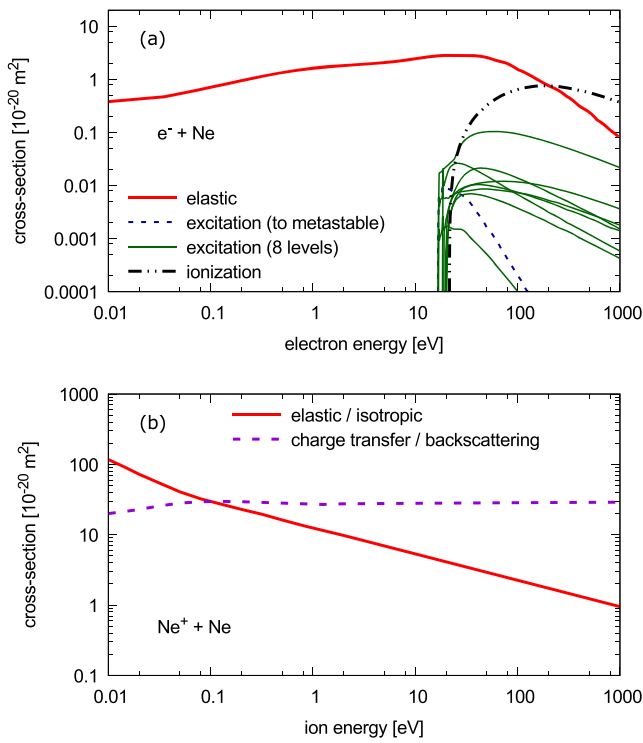 (a)
10
1
0.1
0.01
0.001
0.0001
cross-section [10⁻²⁰ m²]
e⁻ + Ne
elastic
excitation (to metastable)
excitation (8 levels)
ionization
0.01 0.1 1 10 100 1000
electron energy [eV]
(b)
1000
100
10
1
0.1
cross-section [10⁻²⁰ m²]
elastic / isotropic
charge transfer / backscattering
Ne⁺ + Ne
0.01 0.1 1 10 100 1000
ion energy [eV]